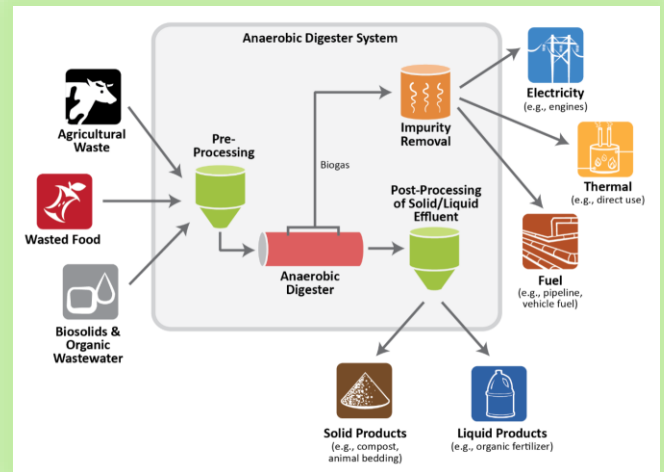 Anaerobic Digester System
Agricultural
Waste
Wasted Food
Biosolids &
Organic
Wastewater
Pre-
Processing
Biogas
Anaerobic
Digester
Impurity
Removal
Post-Processing
of Solid/Liquid
Effluent
Electricity
(e.g., engines)
Thermal
(e.g., direct use)
Fuel
(e.g., pipeline,
vehicle fuel)
Solid Products
(e.g., compost,
animal bedding)
Liquid Products
(e.g., organic fertilizer)